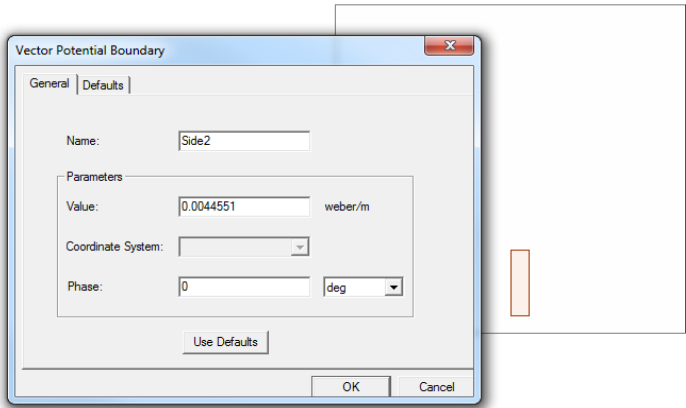 Vector Potential Boundary
General Defaults
Name: Side2
Parameters
Value: 0.0044551 weber/m
Coordinate System:
Phase: 0 deg
Use Defaults
OK Cancel